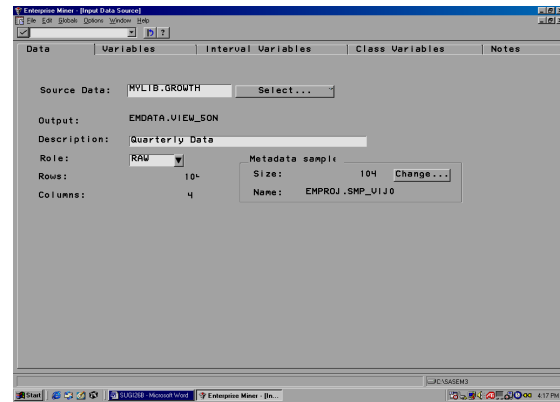 Enterprise Miner - [Input Data Source]
File Edit Globals Options Window Help
Data Variables Interval Variables Class Variables Notes
Source Data: MYLIB.GROWTH Select...
Output: EMDATA.VIEW_5ON
Description: Quarterly Data
Role: RAW Metadata sample
Rows: 104 Size: 104 Change...
Columns: 4 Name: EMPROJ.SMP_VIJ0
C:\SASEM3
Start SUGI26B - Microsoft Word Enterprise Miner - [In... 4:17 PM